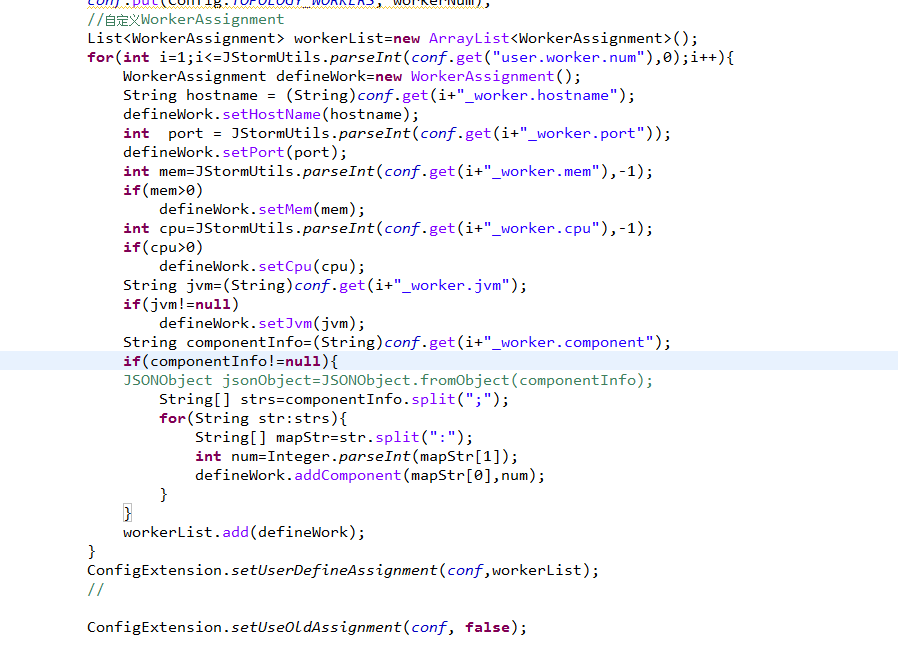 conf.put(Config.TOPOLOGY_WORKERS, workerNum);
//自定义WorkerAssignment
List<WorkerAssignment> workerList=new ArrayList<WorkerAssignment>();
for(int i=1;i<=JStormUtils.parseInt(conf.get("user.worker.num"),0);i++){
WorkerAssignment defineWork=new WorkerAssignment();
String hostname = (String)conf.get(i+"_worker.hostname");
defineWork.setHostName(hostname);
int  port = JStormUtils.parseInt(conf.get(i+"_worker.port"));
defineWork.setPort(port);
int mem=JStormUtils.parseInt(conf.get(i+"_worker.mem"),-1);
if(mem>0)
defineWork.setMem(mem);
int cpu=JStormUtils.parseInt(conf.get(i+"_worker.cpu"),-1);
if(cpu>0)
defineWork.setCpu(cpu);
String jvm=(String)conf.get(i+"_worker.jvm");
if(jvm!=null)
defineWork.setJvm(jvm);
String componentInfo=(String)conf.get(i+"_worker.component");
if(componentInfo!=null){
JSONObject jsonObject=JSONObject.fromObject(componentInfo);
String[] strs=componentInfo.split(";");
for(String str:strs){
String[] mapStr=str.split(":");
int num=Integer.parseInt(mapStr[1]);
defineWork.addComponent(mapStr[0],num);
}
}
workerList.add(defineWork);
}
ConfigExtension.setUserDefineAssignment(conf,workerList);
//
ConfigExtension.setUseOldAssignment(conf, false);